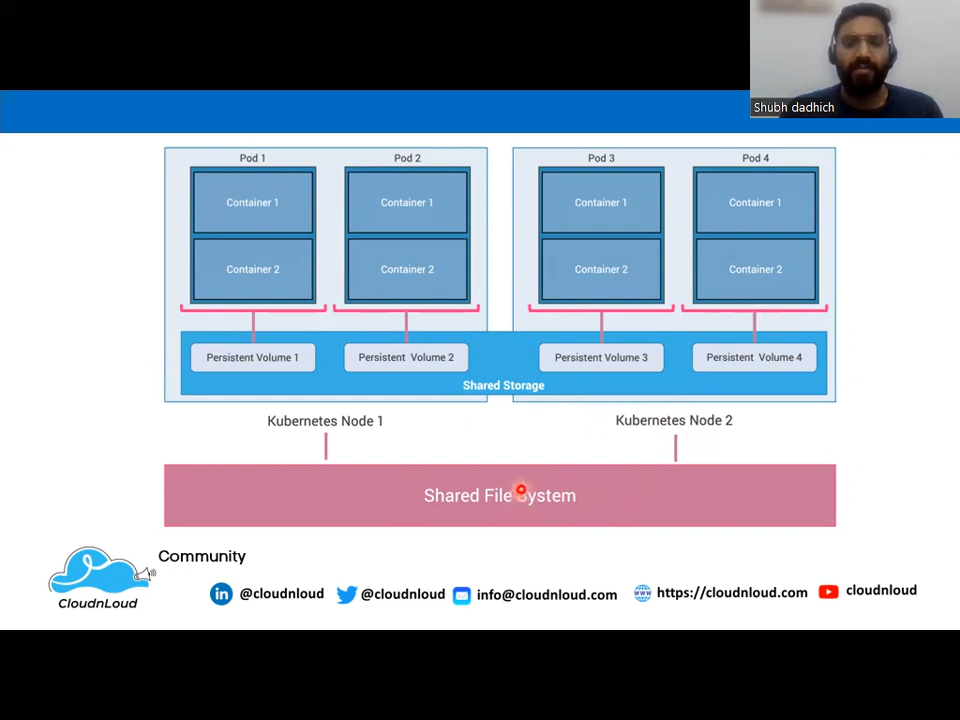 Shubh dadhich
Pod 1
Pod 2
Pod 3
Pod 4
Container 1
Container 1
Container 1
Container 1
Container 2
Container 2
Container 2
Container 2
Persistent Volume 1
Persistent Volume 2
Persistent Volume 3
Persistent Volume 4
Shared Storage
Kubernetes Node 1
Kubernetes Node 2
Shared File System
Community
CloudnLoud
in @cloudnloud
@cloudnloud
info@cloudnloud.com
WWW https://cloudnloud.com
cloudnloud